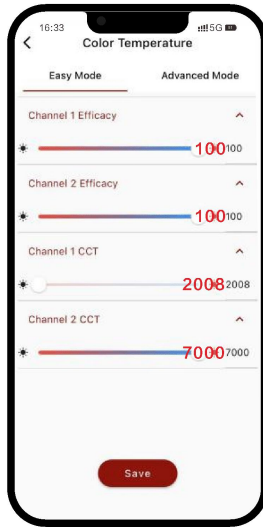 16:33 5G
Color Temperature
Easy Mode Advanced Mode
Channel 1 Efficacy
100 100
Channel 2 Efficacy
100 100
Channel 1 CCT
2008 2008
Channel 2 CCT
7000 7000
Save